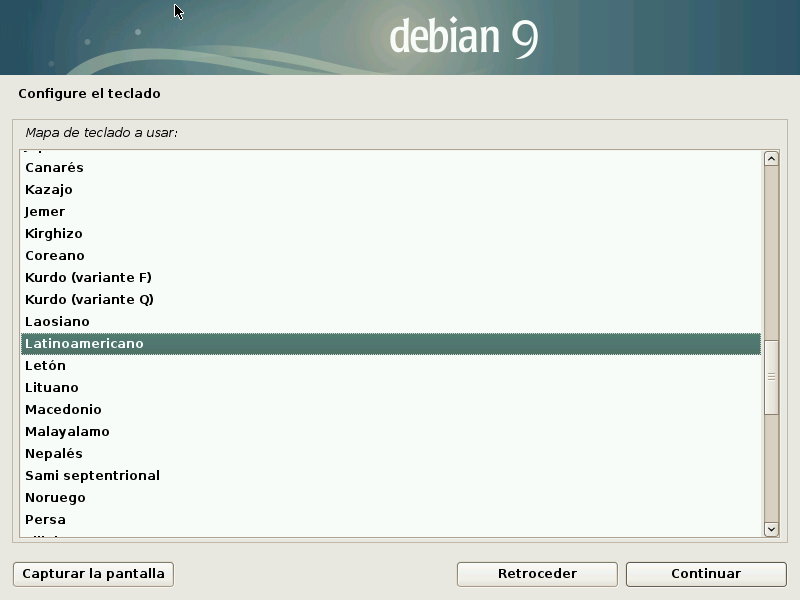 debian 9
Configure el teclado
Mapa de teclado a usar:
Canarés
Kazajo
Jemer
Kirghizo
Coreano
Kurdo (variante F)
Kurdo (variante Q)
Laosiano
Latinoamericano
Letón
Lituano
Macedonio
Malayalamo
Nepalés
Sami septentrional
Noruego
Persa
Capturar la pantalla
Retroceder
Continuar